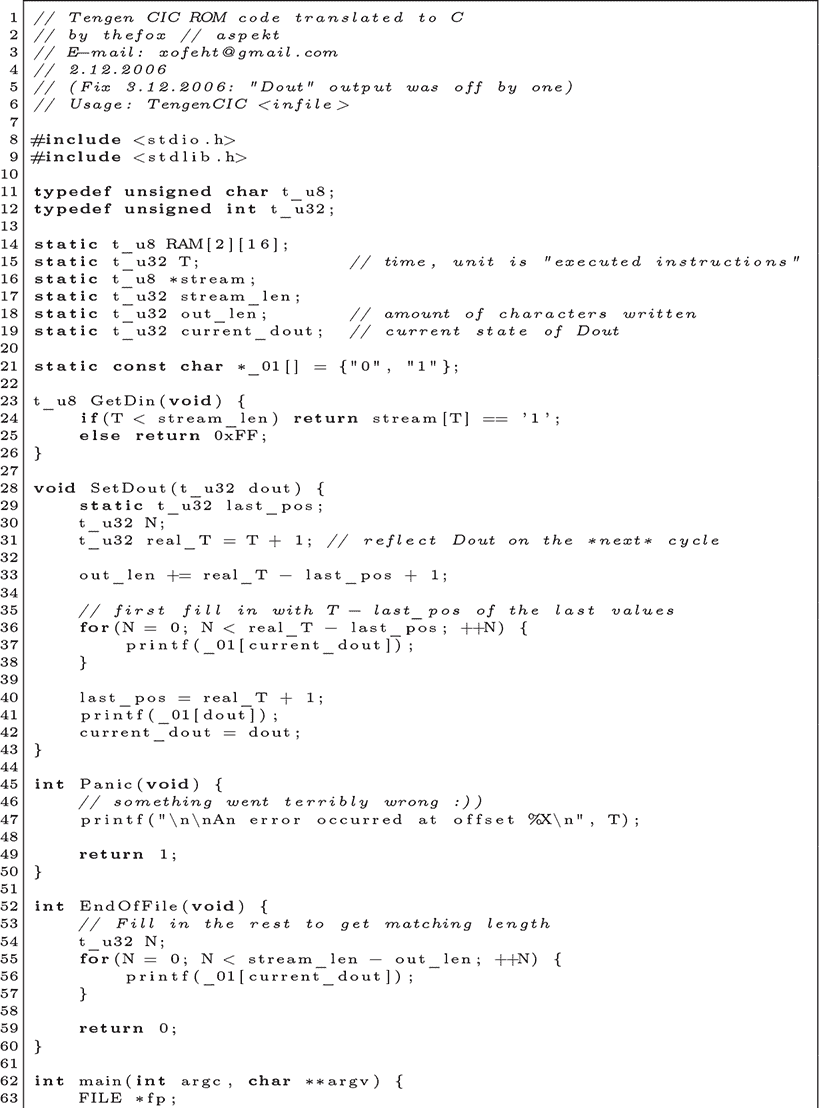 1 // Tengen CIC ROM code translated to C
2 // by thefox // aspekt
3 // E-mail: xofeht@gmail.com
4 // 2.12.2006
5 // (Fix 3.12.2006: "Dout" output was off by one)
6 // Usage: TengenCIC <infile>
7
8 #include <stdio.h>
9 #include <stdlib.h>
10
11 typedef unsigned char t_u8;
12 typedef unsigned int t_u32;
13
14 static t_u8 RAM[2][16];
15 static t_u32 T;               // time, unit is "executed instructions"
16 static t_u8 *stream;
17 static t_u32 stream_len;
18 static t_u32 out_len;         // amount of characters written
19 static t_u32 current_dout;  // current state of Dout
20
21 static const char *_01[] = {"0", "1"};
22
23 t_u8 GetDin(void) {
24     if(T < stream_len) return stream[T] == '1';
25     else return 0xFF;
26 }
27
28 void SetDout(t_u32 dout) {
29     static t_u32 last_pos;
30     t_u32 N;
31     t_u32 real_T = T + 1; // reflect Dout on the *next* cycle
32
33     out_len += real_T - last_pos + 1;
34
35     // first fill in with T - last_pos of the last values
36     for(N = 0; N < real_T - last_pos; ++N) {
37         printf(_01[current_dout]);
38     }
39
40     last_pos = real_T + 1;
41     printf(_01[dout]);
42     current_dout = dout;
43 }
44
45 int Panic(void) {
46     // something went terribly wrong :))
47     printf("\n\nAn error occurred at offset %X\n", T);
48
49     return 1;
50 }
51
52 int EndOfFile(void) {
53     // Fill in the rest to get matching length
54     t_u32 N;
55     for(N = 0; N < stream_len - out_len; ++N) {
56         printf(_01[current_dout]);
57     }
58
59     return 0;
60 }
61
62 int main(int argc, char **argv) {
63     FILE *fp;